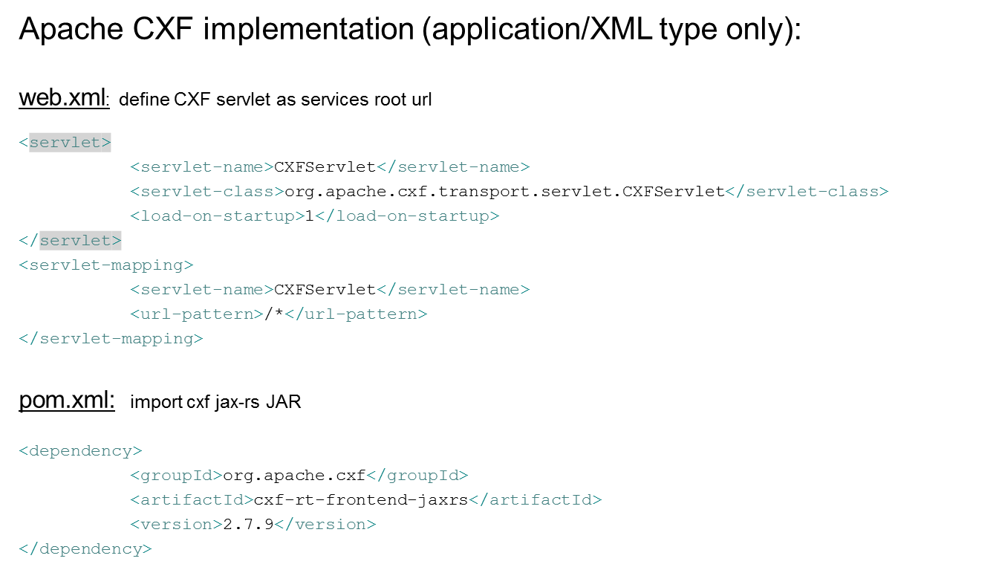 Apache CXF implementation (application/XML type only):
web.xml: define CXF servlet as services root url
<servlet>
<servlet-name>CXFServlet</servlet-name>
<servlet-class>org.apache.cxf.transport.servlet.CXFServlet</servlet-class>
<load-on-startup>1</load-on-startup>
</servlet>
<servlet-mapping>
<servlet-name>CXFServlet</servlet-name>
<url-pattern>/*</url-pattern>
</servlet-mapping>
pom.xml: import cxf jax-rs JAR
<dependency>
<groupId>org.apache.cxf</groupId>
<artifactId>cxf-rt-frontend-jaxrs</artifactId>
<version>2.7.9</version>
</dependency>